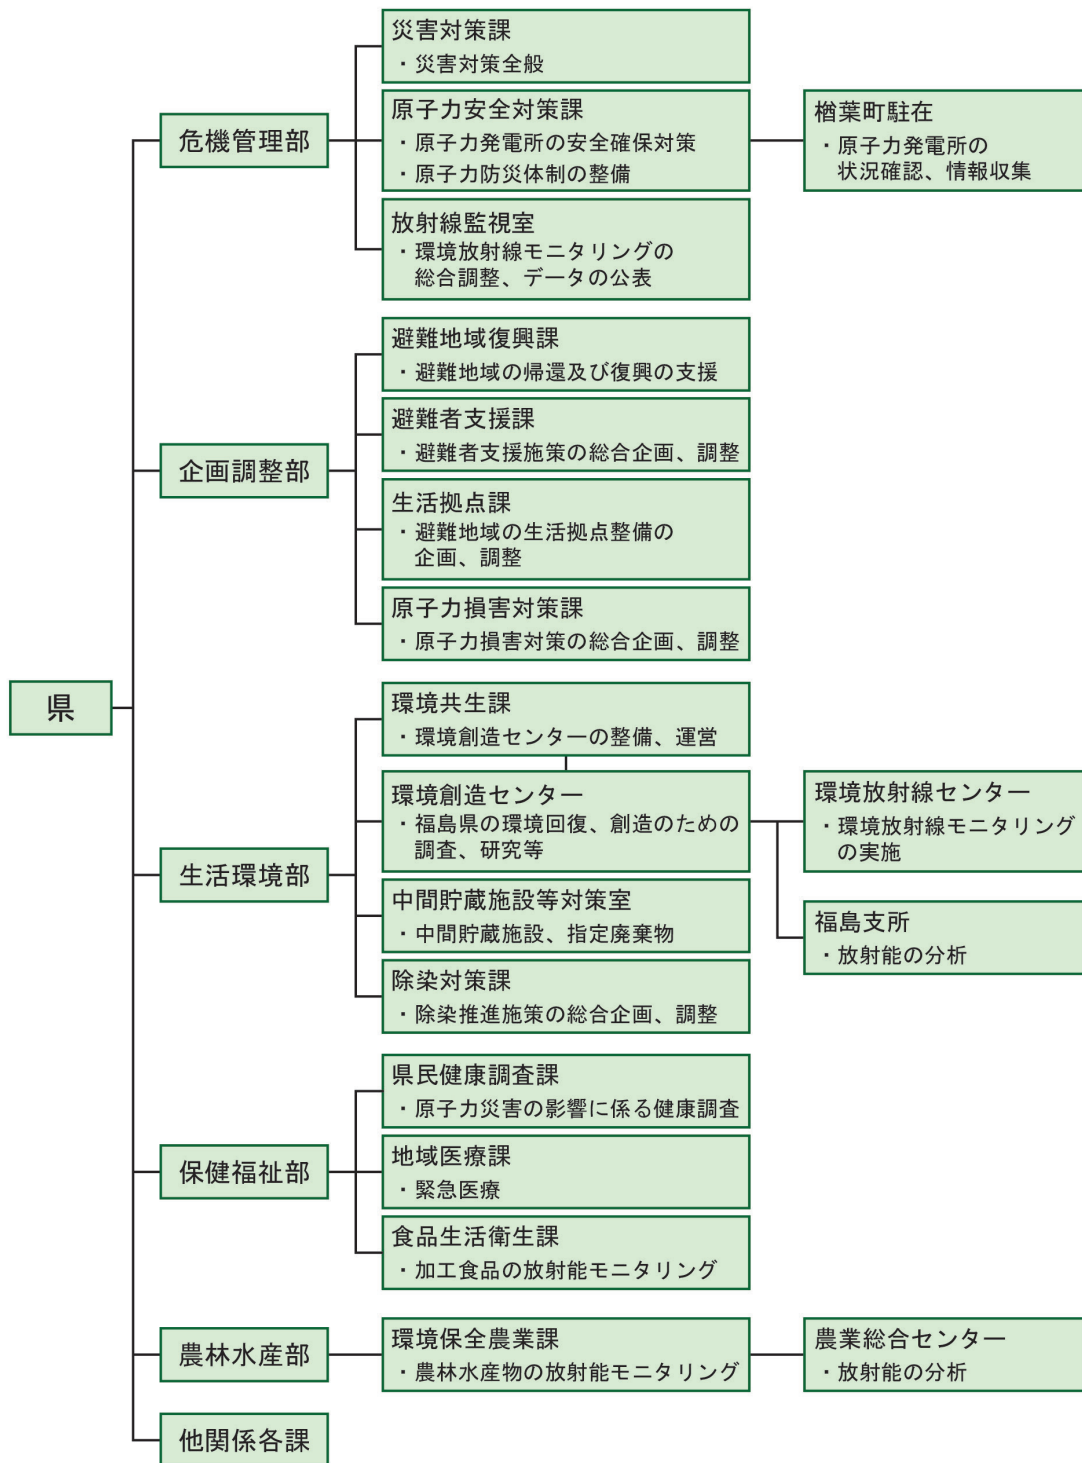 県
危機管理部
災害対策課
・災害対策全般
原子力安全対策課
・原子力発電所の安全確保対策
・原子力防災体制の整備
楢葉町駐在
・原子力発電所の
状況確認、情報収集
放射線監視室
・環境放射線モニタリングの
総合調整、データの公表
企画調整部
避難地域復興課
・避難地域の帰還及び復興の支援
避難者支援課
・避難者支援施策の総合企画、調整
生活拠点課
・避難地域の生活拠点整備の
企画、調整
原子力損害対策課
・原子力損害対策の総合企画、調整
生活環境部
環境共生課
・環境創造センターの整備、運営
環境創造センター
・福島県の環境回復、創造のための
調査、研究等
環境放射線センター
・環境放射線モニタリング
の実施
福島支所
・放射能の分析
中間貯蔵施設等対策室
・中間貯蔵施設、指定廃棄物
除染対策課
・除染推進施策の総合企画、調整
保健福祉部
県民健康調査課
・原子力災害の影響に係る健康調査
地域医療課
・緊急医療
食品生活衛生課
・加工食品の放射能モニタリング
農林水産部
環境保全農業課
・農林水産物の放射能モニタリング
農業総合センター
・放射能の分析
他関係各課